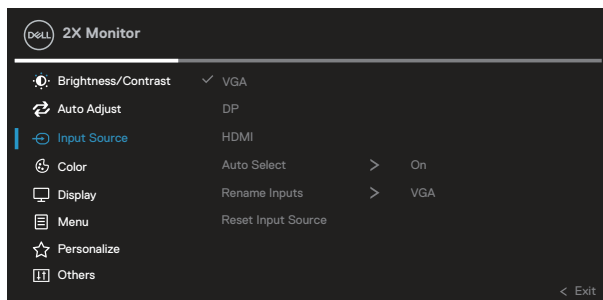 DELL 2X Monitor
Brightness/Contrast VGA
Auto Adjust DP
Input Source HDMI
Color Auto Select > On
Display Rename Inputs > VGA
Menu Reset Input Source
Personalize
Others
< Exit